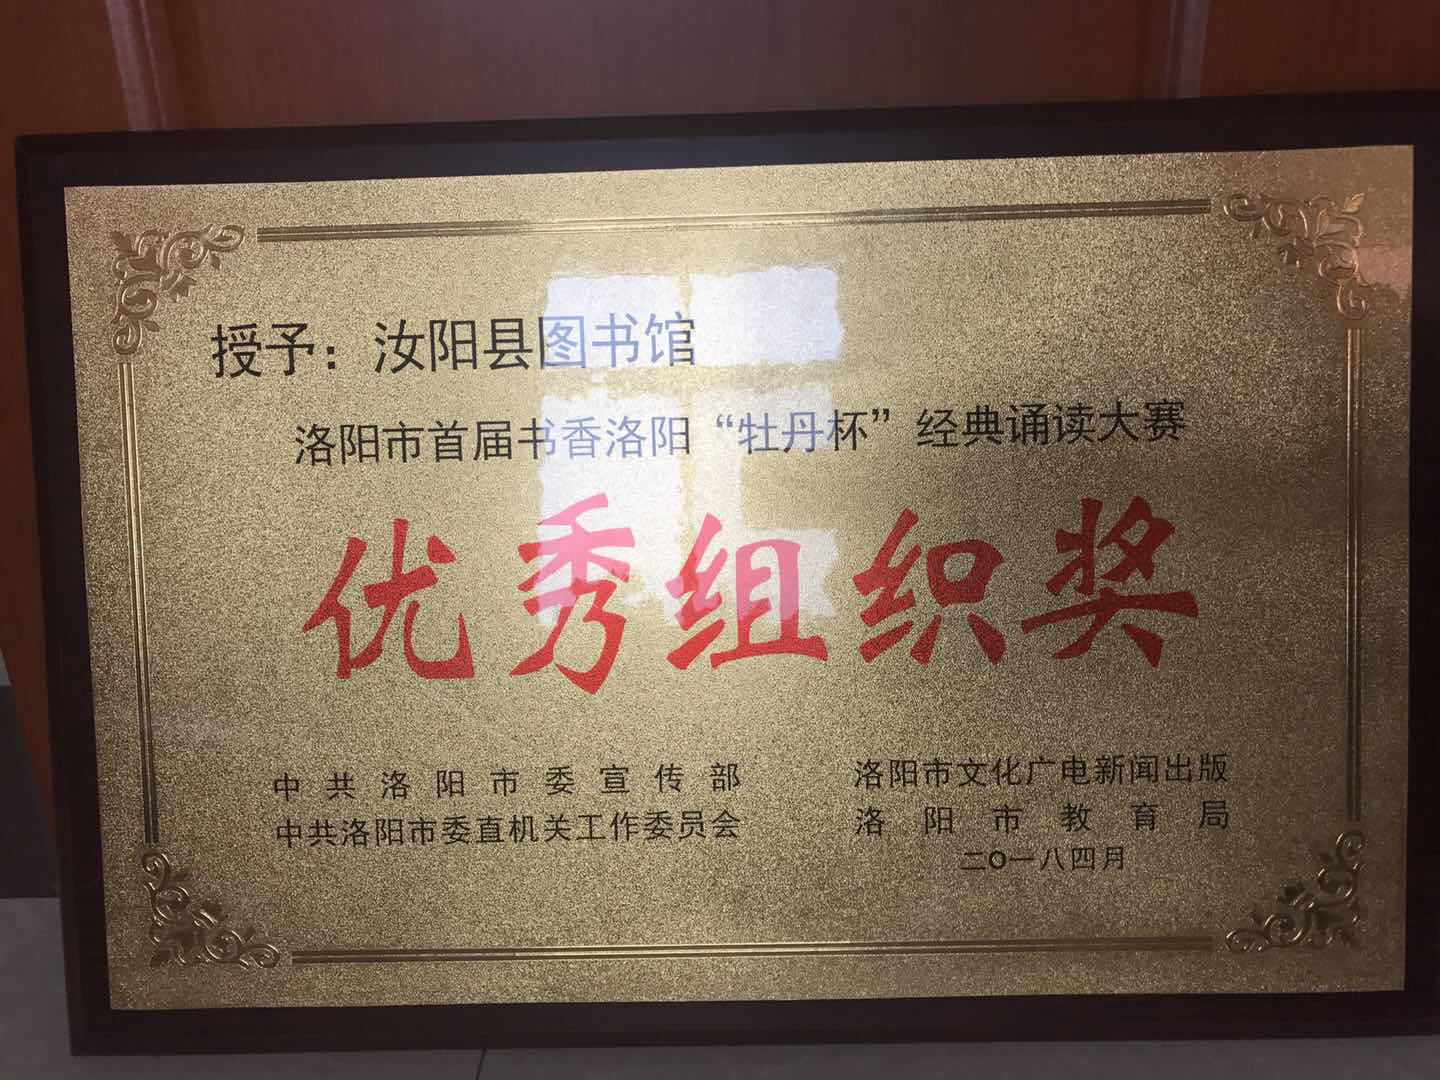 授予：汝阳县图书馆
洛阳市首届书香洛阳“牡丹杯”经典诵读大赛
优秀组织奖
中共洛阳市委宣传部
中共洛阳市委直机关工作委员会
洛阳市文化广电新闻出版
洛阳市教育局
二〇一八四月